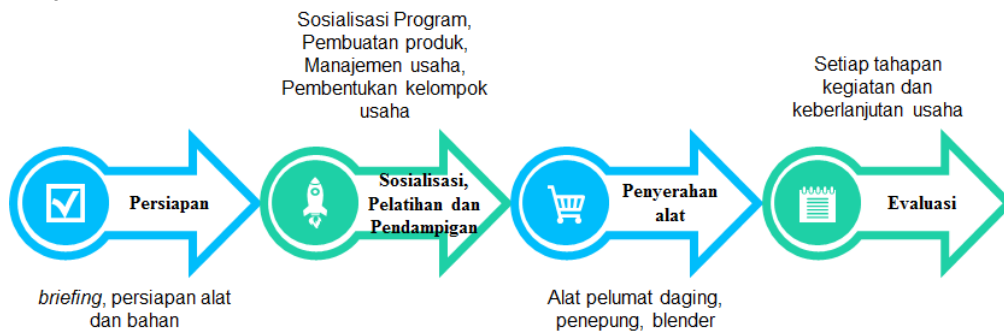 Sosialisasi Program,
Pembuatan produk,
Manajemen usaha,
Pembentukan kelompok
usaha
Setiap tahapan
kegiatan dan
keberlanjutan usaha
Persiapan
Sosialisasi,
Pelatihan dan
Pendampigan
Penyerahan
alat
Evaluasi
briefing, persiapan alat
dan bahan
Alat pelumat daging,
penepung, blender